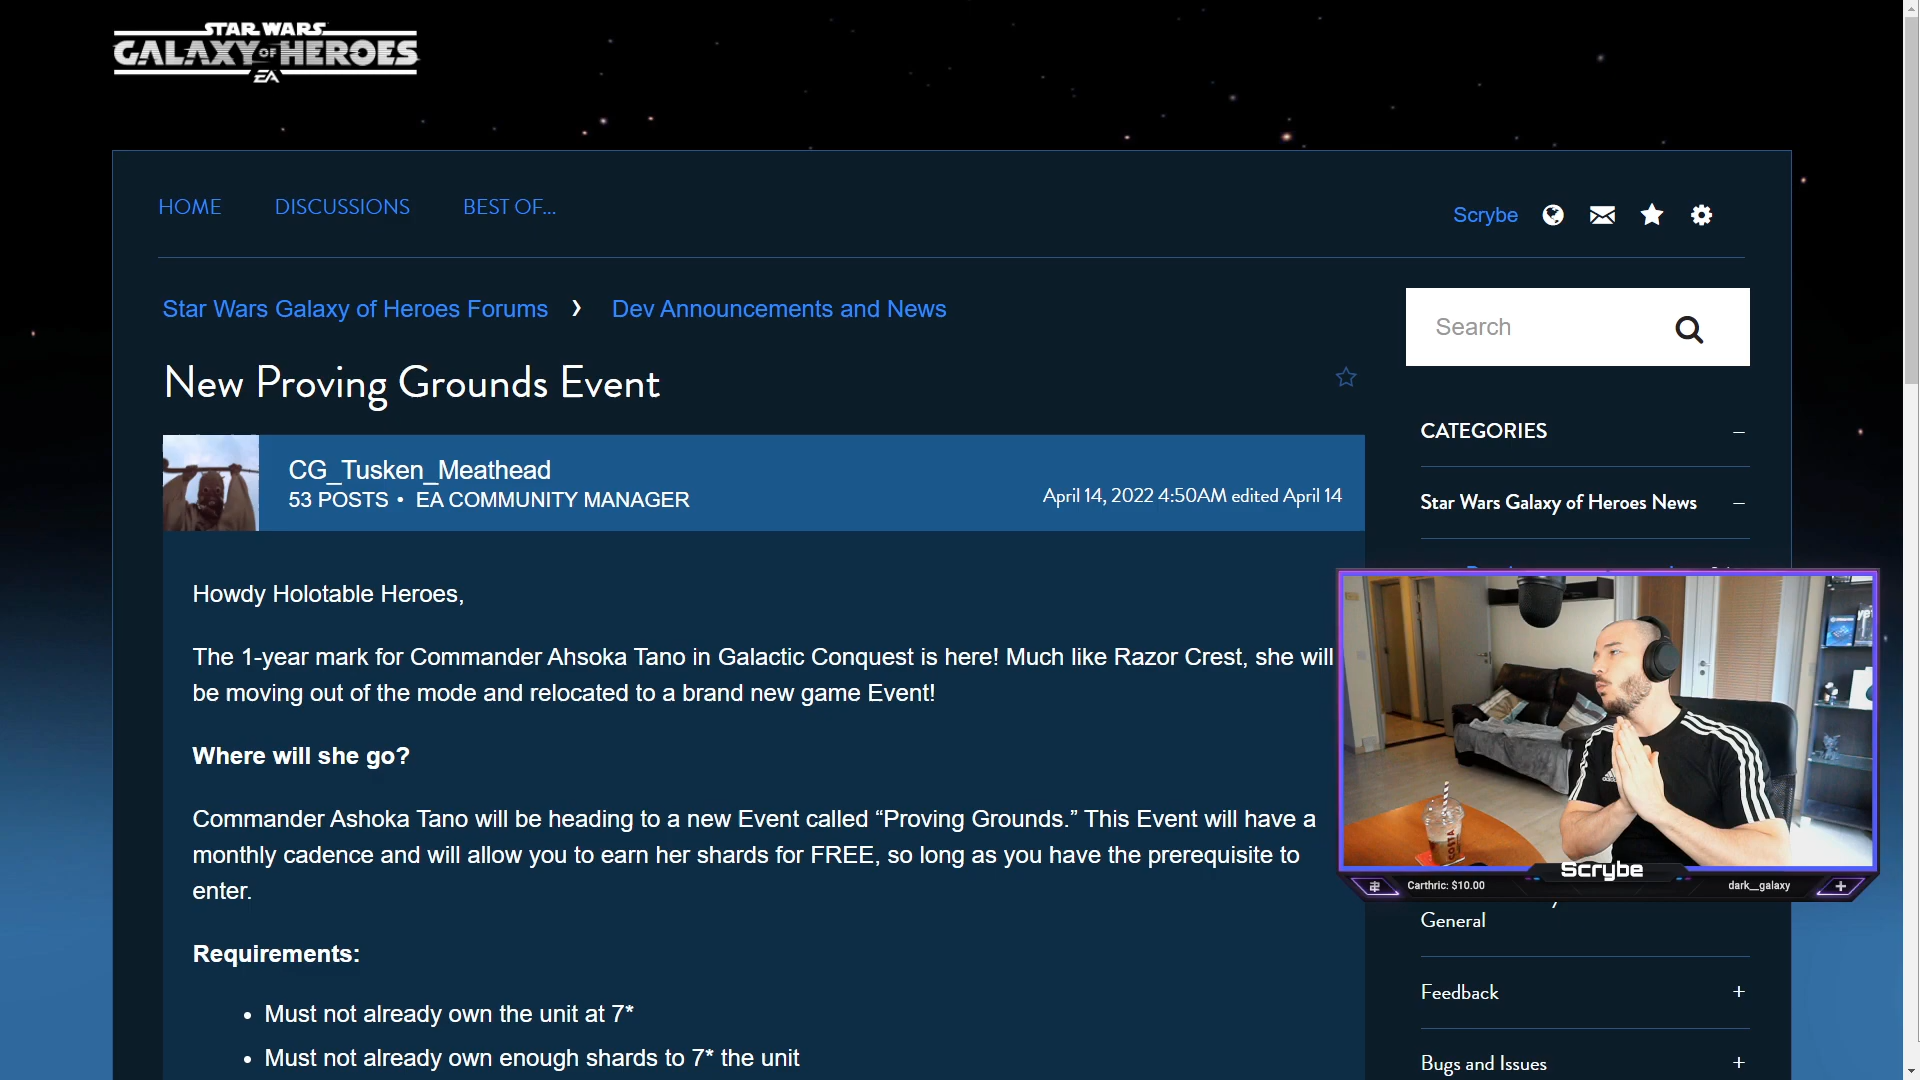 STAR WARS
GALAXY OF HEROES
EA
HOME
DISCUSSIONS
BEST OF...
Scrybe
Star Wars Galaxy of Heroes Forums
Dev Announcements and News
Search
New Proving Grounds Event
CATEGORIES
CG_Tusken_Meathead
53 POSTS • EA COMMUNITY MANAGER
April 14, 2022 4:50AM edited April 14
Star Wars Galaxy of Heroes News
Howdy Holotable Heroes,
The 1-year mark for Commander Ahsoka Tano in Galactic Conquest is here! Much like Razor Crest, she will
be moving out of the mode and relocated to a brand new game Event!
Where will she go?
Commander Ashoka Tano will be heading to a new Event called “Proving Grounds.” This Event will have a
monthly cadence and will allow you to earn her shards for FREE, so long as you have the prerequisite to
enter.
Requirements:
• Must not already own the unit at 7*
• Must not already own enough shards to 7* the unit
adidas
COSTA
Scrybe
Carthric: $10.00
dark__galaxy
General
Feedback
Bugs and Issues